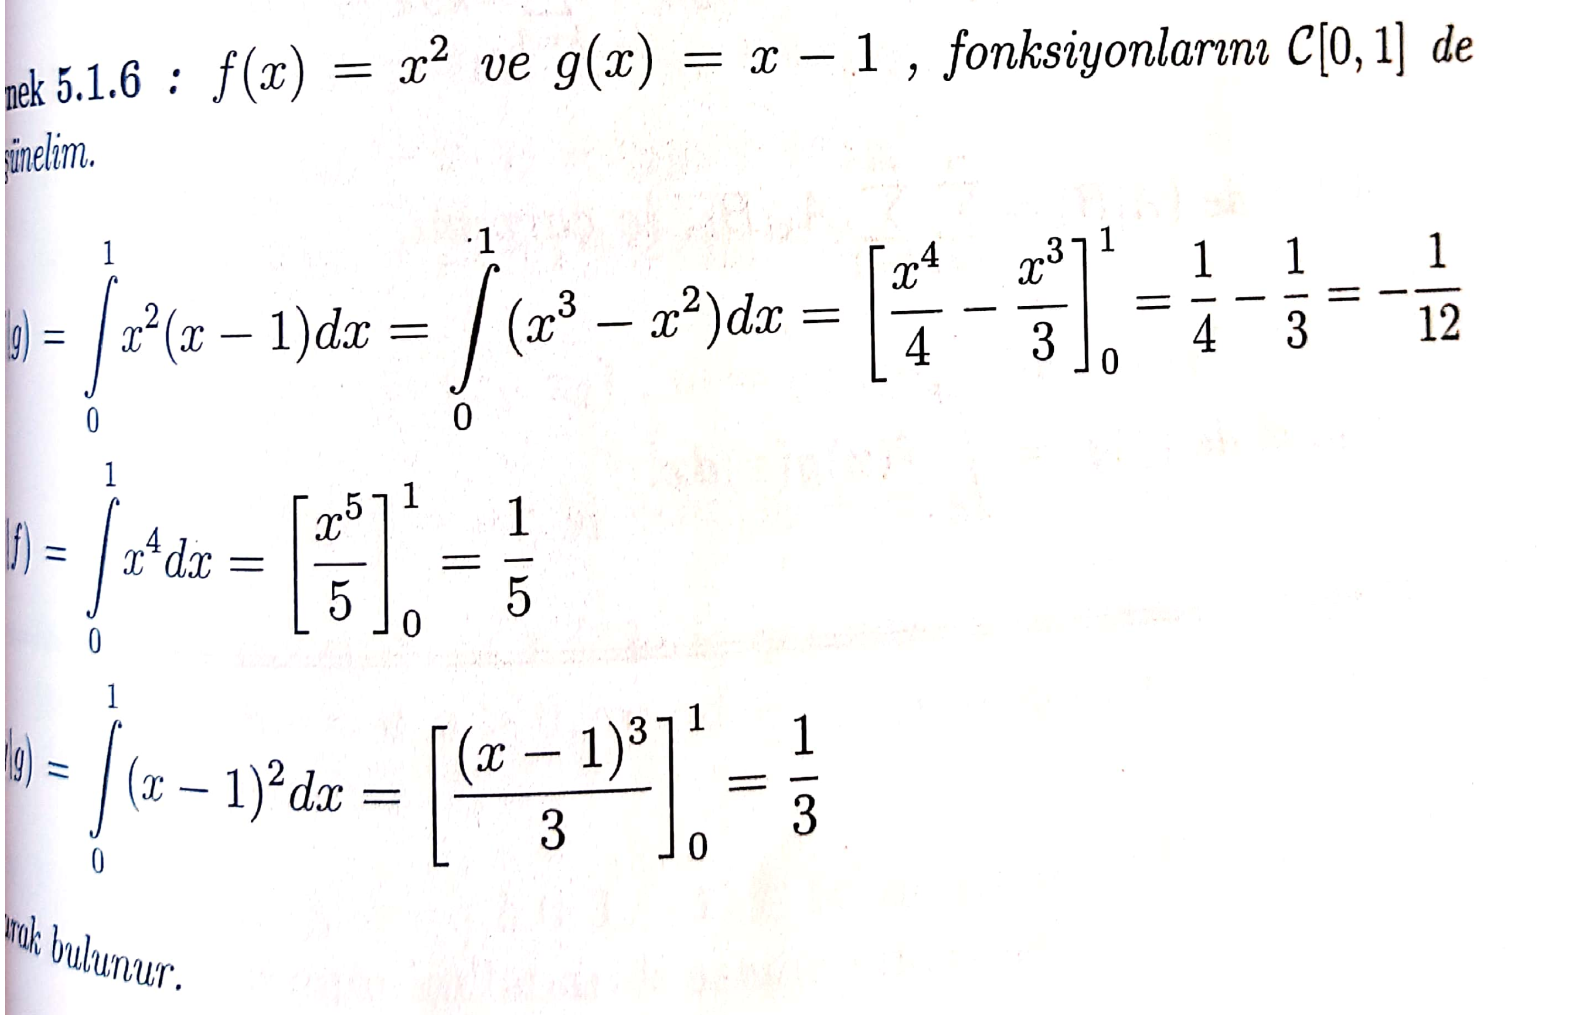 nek 5.1.6 : f(x) = x² ve g(x) = x − 1 , fonksiyonlarını C[0, 1] de
şünelim.
|g) = ∫₀¹ x²(x − 1)dx = ∫₀¹ (x³ − x²)dx = [x⁴/4 − x³/3]₀¹ = 1/4 − 1/3 = −1/12
|f) = ∫₀¹ x⁴dx = [x⁵/5]₀¹ = 1/5
|g) = ∫₀¹ (x − 1)²dx = [(x − 1)³/3]₀¹ = 1/3
arak bulunur.